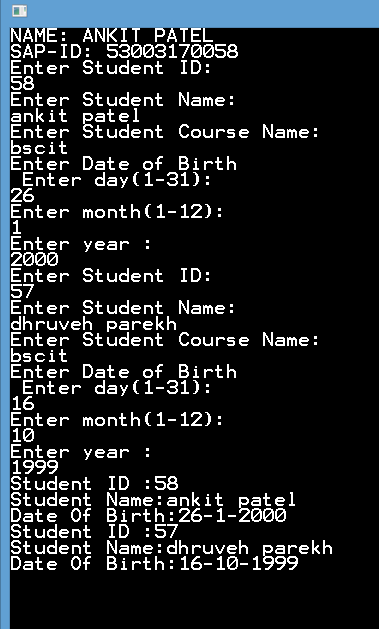 NAME: ANKIT PATEL
SAP-ID: 53003170058
Enter Student ID:
58
Enter Student Name:
ankit patel
Enter Student Course Name:
bscit
Enter Date of Birth
 Enter day(1-31):
26
Enter month(1-12):
1
Enter year :
2000
Enter Student ID:
57
Enter Student Name:
dhruveh parekh
Enter Student Course Name:
bscit
Enter Date of Birth
 Enter day(1-31):
16
Enter month(1-12):
10
Enter year :
1999
Student ID :58
Student Name:ankit patel
Date Of Birth:26-1-2000
Student ID :57
Student Name:dhruveh parekh
Date Of Birth:16-10-1999